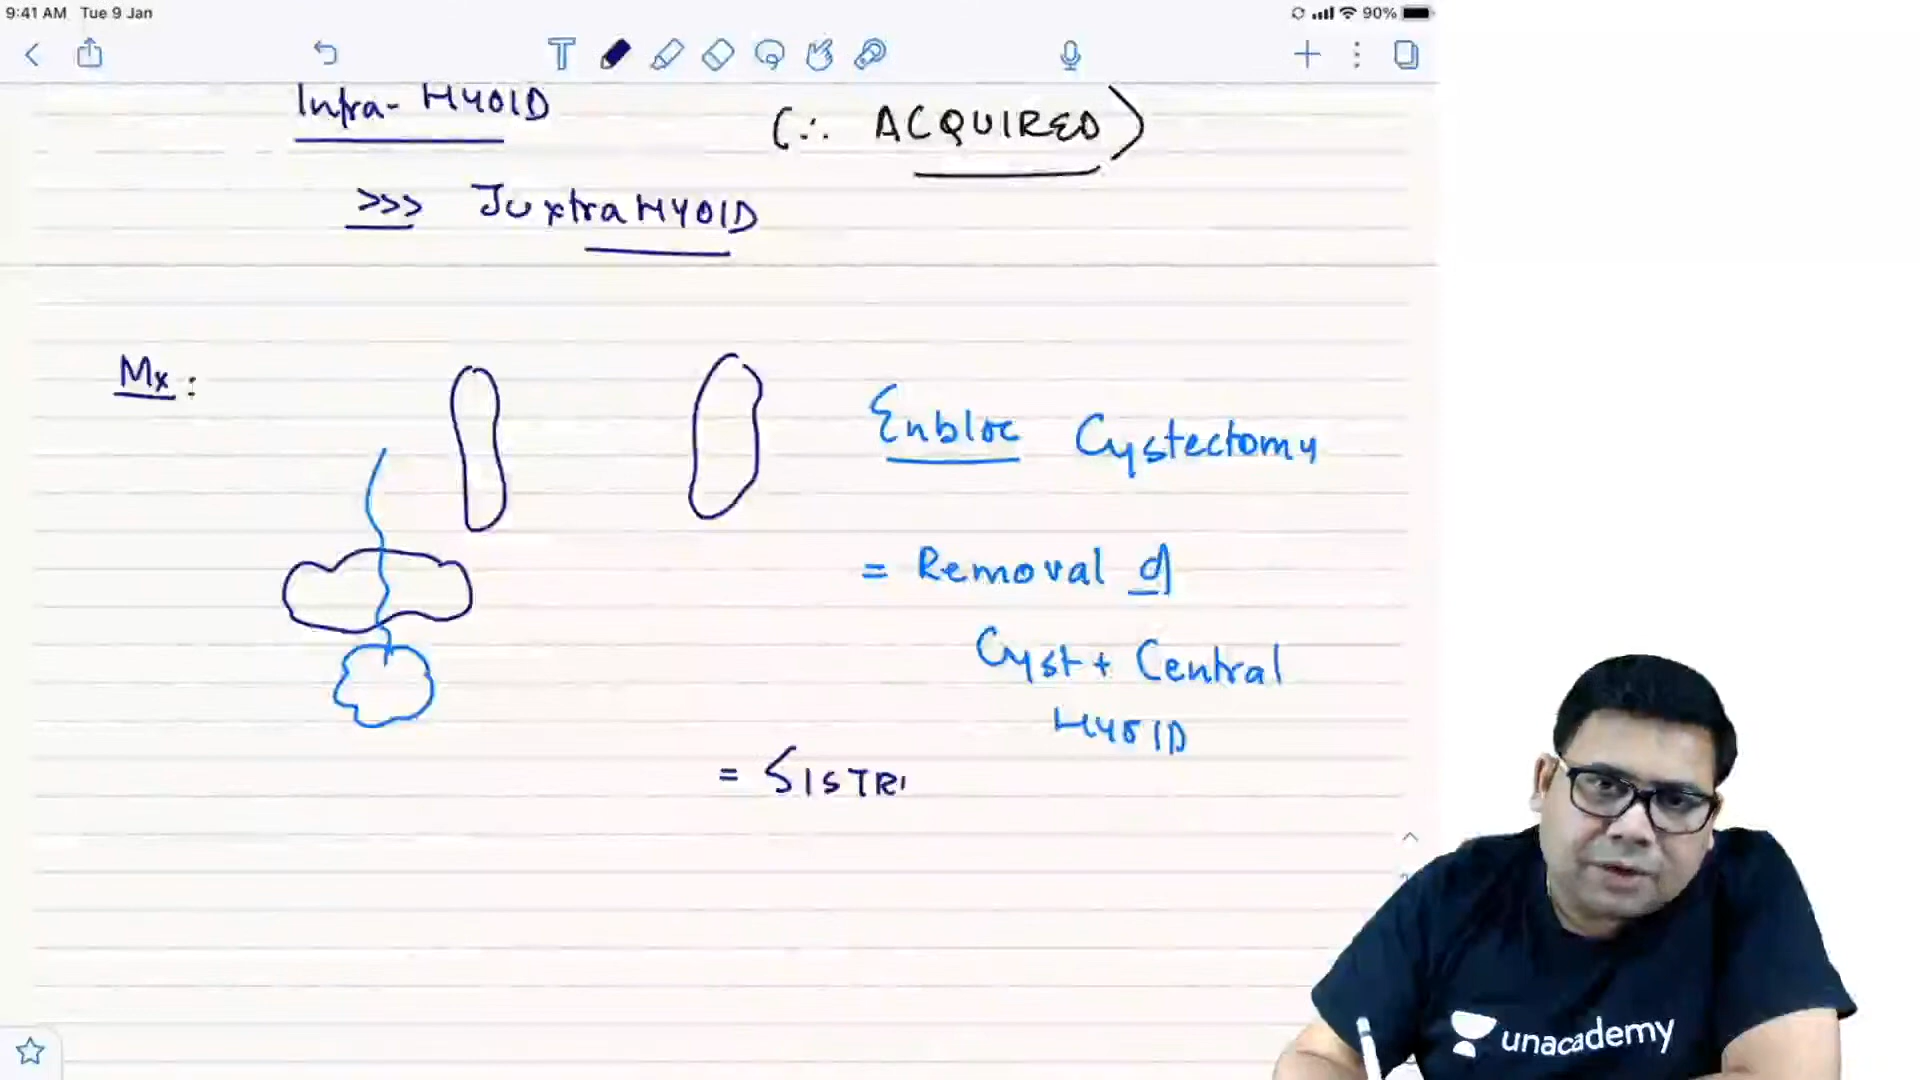 9:41 AM Tue 9 Jan 90%
Infra- HYOID
(∴ ACQUIRED)
>>> JuxtraHYOID
Mx :
Enbloc Cystectomy
= Removal of
Cyst + Central
HYOID
= SISTRI
unacademy